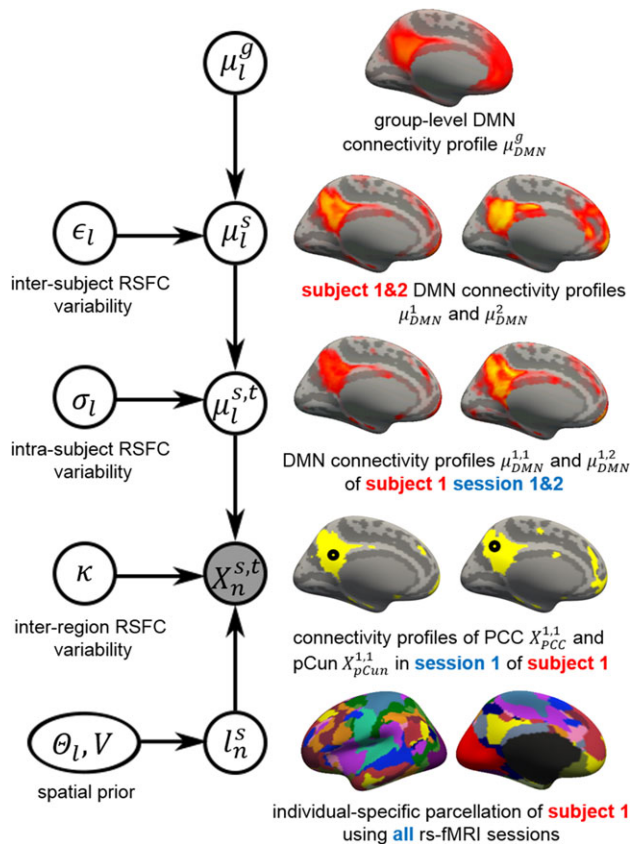 μ_l^g
group-level DMN
connectivity profile μ_DMN^g
ϵ_l
μ_l^s
inter-subject RSFC
variability
subject 1&2 DMN connectivity profiles
μ_DMN^1 and μ_DMN^2
σ_l
μ_l^{s,t}
intra-subject RSFC
variability
DMN connectivity profiles μ_DMN^{1,1} and μ_DMN^{1,2}
of subject 1 session 1&2
κ
X_n^{s,t}
inter-region RSFC
variability
connectivity profiles of PCC X_PCC^{1,1} and
pCun X_pCun^{1,1} in session 1 of subject 1
Θ_l, V
l_n^s
spatial prior
individual-specific parcellation of subject 1
using all rs-fMRI sessions